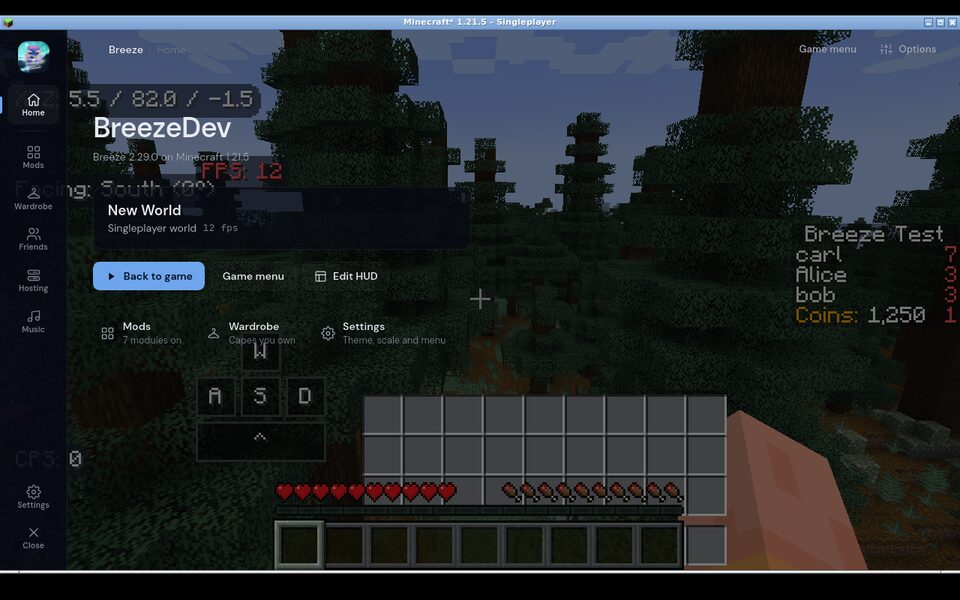 Minecraft* 1.21.5 - Singleplayer
Breeze / Home
Game menu
Options
5.5 / 82.0 / -1.5
Home
BreezeDev
Breeze 2.29.0 on Minecraft 1.21.5
FPS: 12
Mods
Facing: South (0°)
Wardrobe
New World
Singleplayer world 12 fps
Friends
Breeze Test
carl 7
Alice 3
bob 3
Coins: 1,250 1
Hosting
Back to game
Game menu
Edit HUD
Music
Mods
7 modules on
Wardrobe
Capes you own
Settings
Theme, scale and memory
W
A S D
^
CPS: 0
Settings
Close